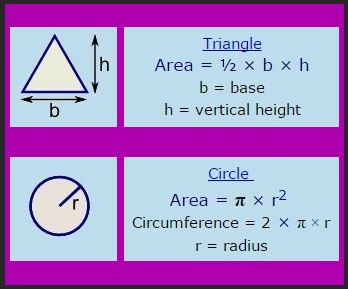 h
b
Triangle
Area = ½ × b × h
b = base
h = vertical height
r
Circle
Area = π × r²
Circumference = 2 × π × r
r = radius